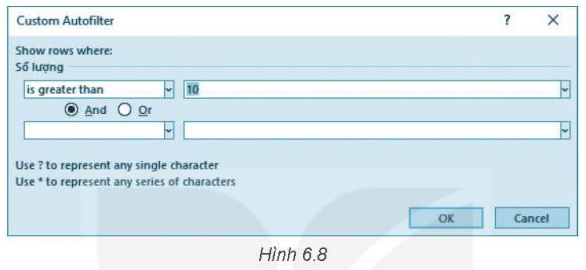 Custom Autofilter ? ×
Show rows where:
Số lượng
is greater than 10
And Or
Use ? to represent any single character
Use * to represent any series of characters
OK Cancel
Hình 6.8